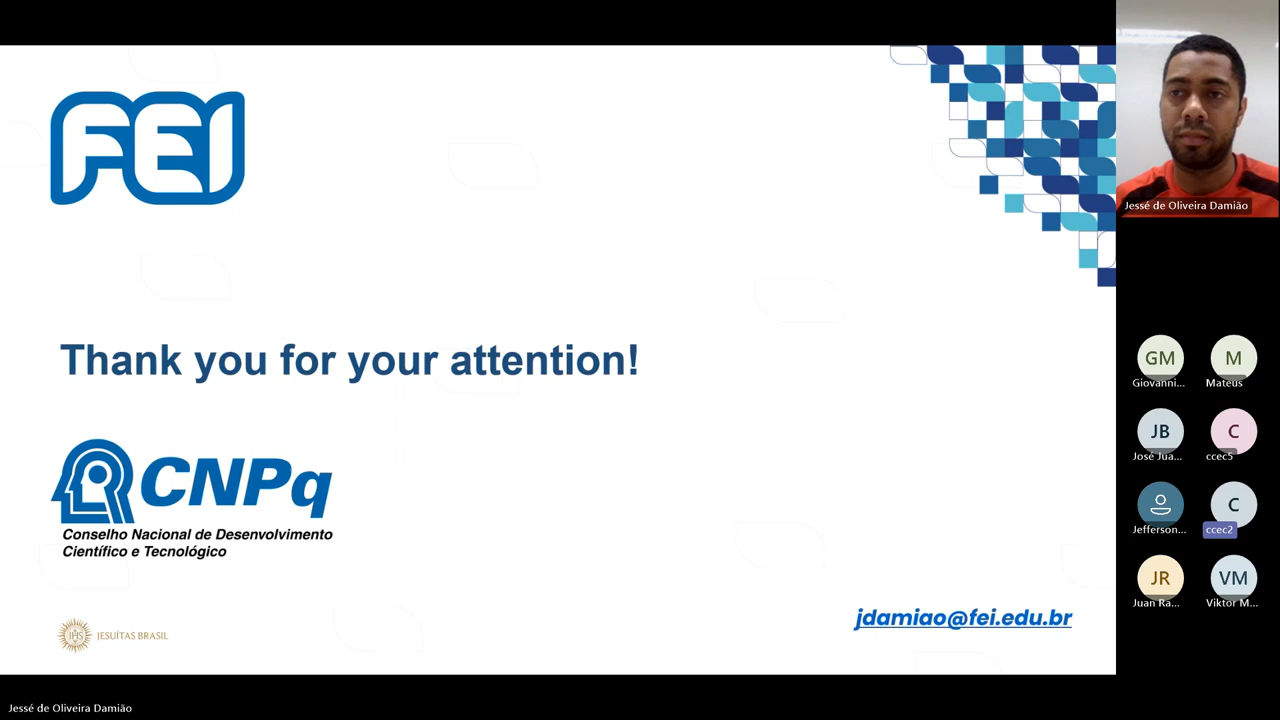 FEI
Thank you for your attention!
CNPq
Conselho Nacional de Desenvolvimento
Científico e Tecnológico
IHS
JESUÍTAS BRASIL
jdamiao@fei.edu.br
Jessé de Oliveira Damião
Jessé de Oliveira Damião
GM
Giovanni...
M
Mateus
JB
José Jua...
C
ccec5
Jefferson...
C
ccec2
JR
Juan Ra...
VM
Viktor M...